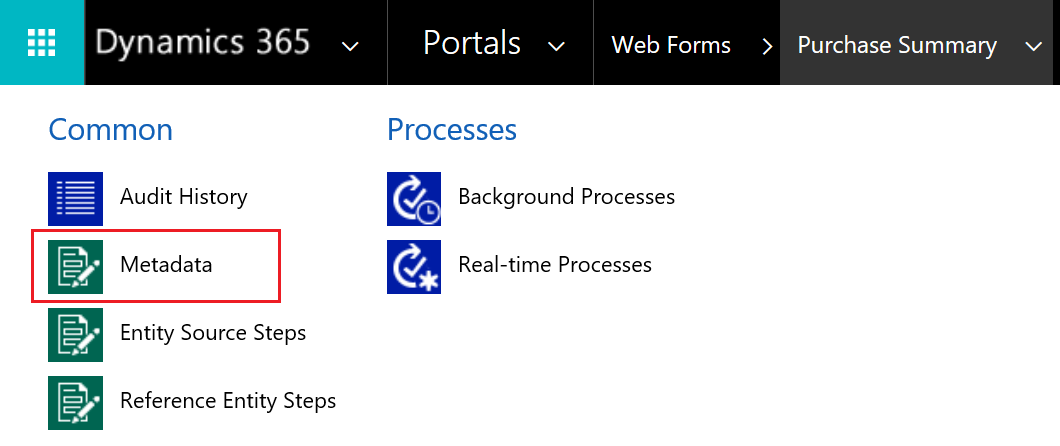 Dynamics 365 Portals Web Forms > Purchase Summary
Common
Audit History
Metadata
Entity Source Steps
Reference Entity Steps
Processes
Background Processes
Real-time Processes